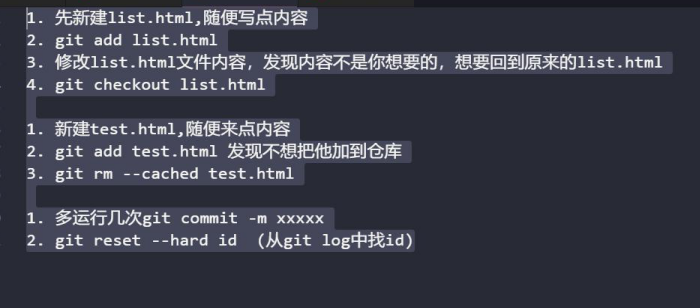 1. 先新建list.html,随便写点内容
2. git add list.html
3. 修改list.html文件内容，发现内容不是你想要的，想要回到原来的list.html
4. git checkout list.html
1. 新建test.html,随便来点内容
2. git add test.html 发现不想把他加到仓库
3. git rm --cached test.html
1. 多运行几次git commit -m xxxxx
2. git reset --hard id  (从git log中找id)